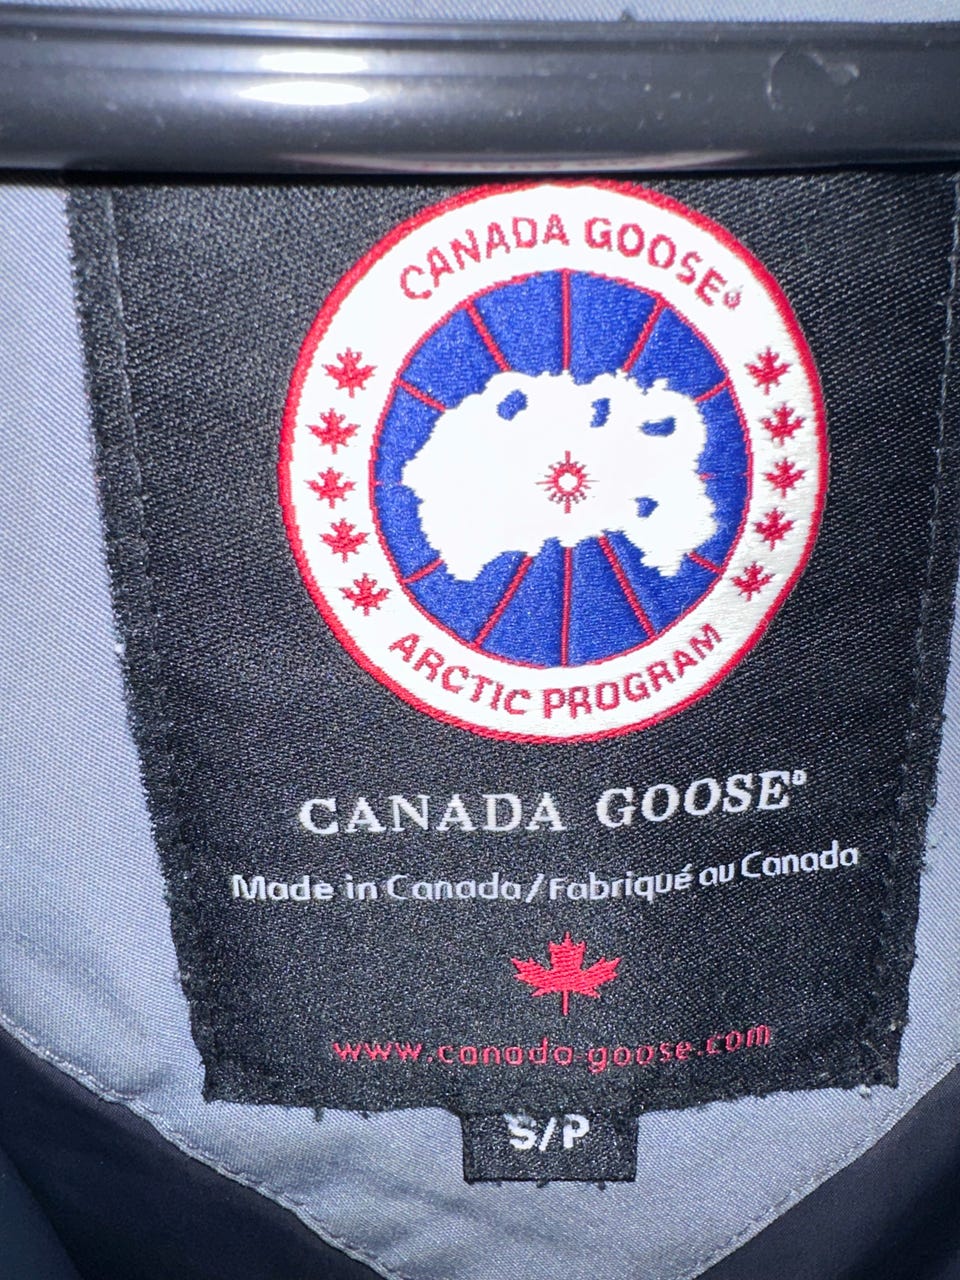 CANADA GOOSE®
ARCTIC PROGRAM
CANADA GOOSE®
Made in Canada/Fabriqué au Canada
www.canada-goose.com
S/P